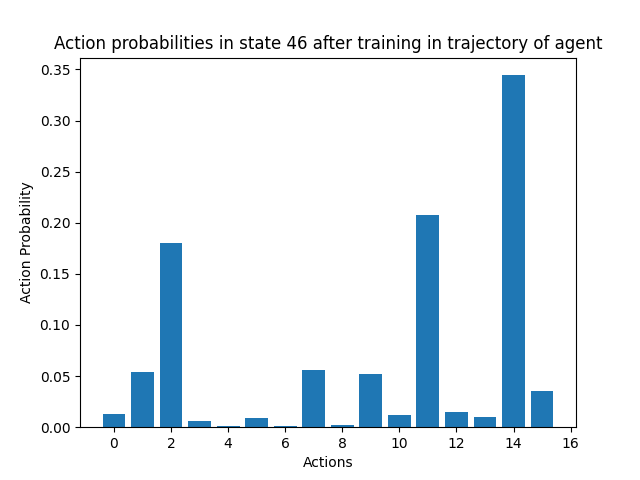 Action probabilities in state 46 after training in trajectory of agent
0.35
0.30
0.25
0.20
0.15
0.10
0.05
0.00
Action Probability
0 2 4 6 8 10 12 14 16
Actions